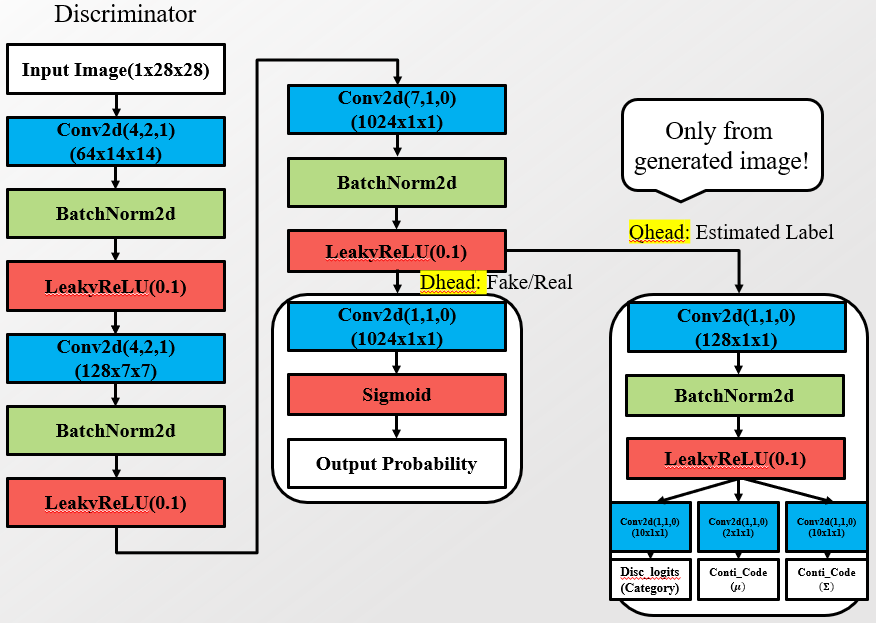 Discriminator
Input Image(1x28x28)
Conv2d(4,2,1)
(64x14x14)
BatchNorm2d
LeakyReLU(0.1)
Conv2d(4,2,1)
(128x7x7)
BatchNorm2d
LeakyReLU(0.1)
Conv2d(7,1,0)
(1024x1x1)
BatchNorm2d
LeakyReLU(0.1)
Dhead: Fake/Real
Conv2d(1,1,0)
(1024x1x1)
Sigmoid
Output Probability
Only from
generated image!
Qhead: Estimated Label
Conv2d(1,1,0)
(128x1x1)
BatchNorm2d
LeakyReLU(0.1)
Conv2d(1,1,0)
(10x1x1)
Disc_logits
(Category)
Conv2d(1,1,0)
(2x1x1)
Conti_Code
(μ)
Conv2d(1,1,0)
(10x1x1)
Conti_Code
(Σ)